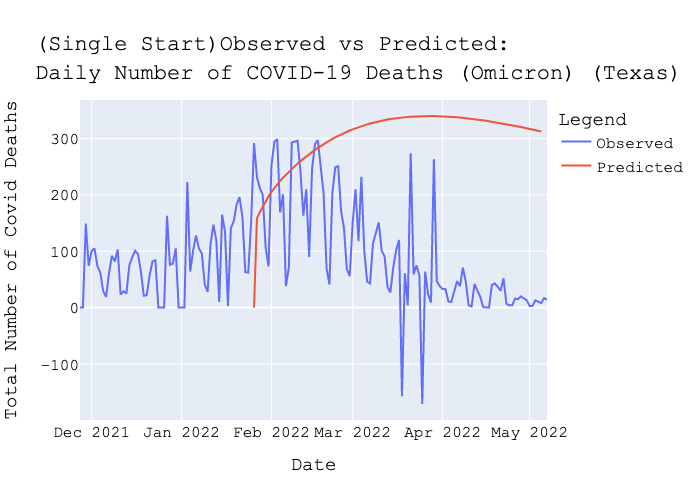 (Single Start)Observed vs Predicted:
Daily Number of COVID-19 Deaths (Omicron) (Texas)
Legend
Observed
Predicted
Total Number of Covid Deaths
300
200
100
0
−100
Dec 2021 Jan 2022 Feb 2022 Mar 2022 Apr 2022 May 2022
Date